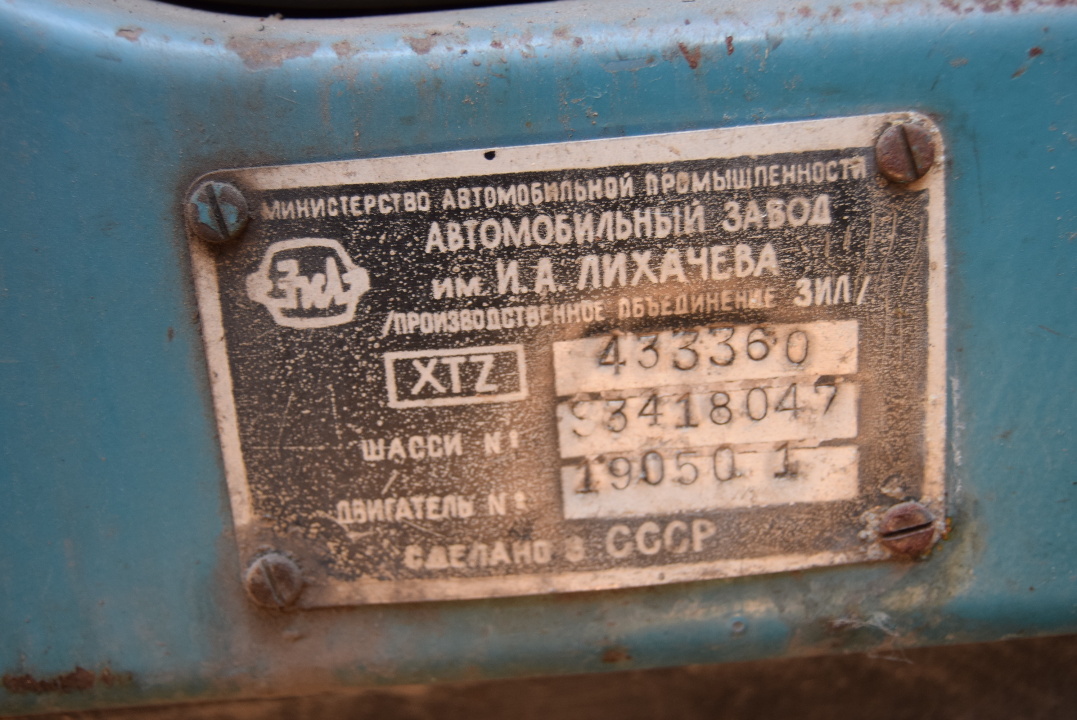 МИНИСТЕРСТВО АВТОМОБИЛЬНОЙ ПРОМЫШЛЕННОСТИ
АВТОМОБИЛЬНЫЙ ЗАВОД
ЗИЛ
им. И. А. ЛИХАЧЕВА
/ПРОИЗВОДСТВЕННОЕ ОБЪЕДИНЕНИЕ ЗИЛ/
XTZ 433360
ШАССИ № S3418047
ДВИГАТЕЛЬ № 19050 1
СДЕЛАНО В СССР